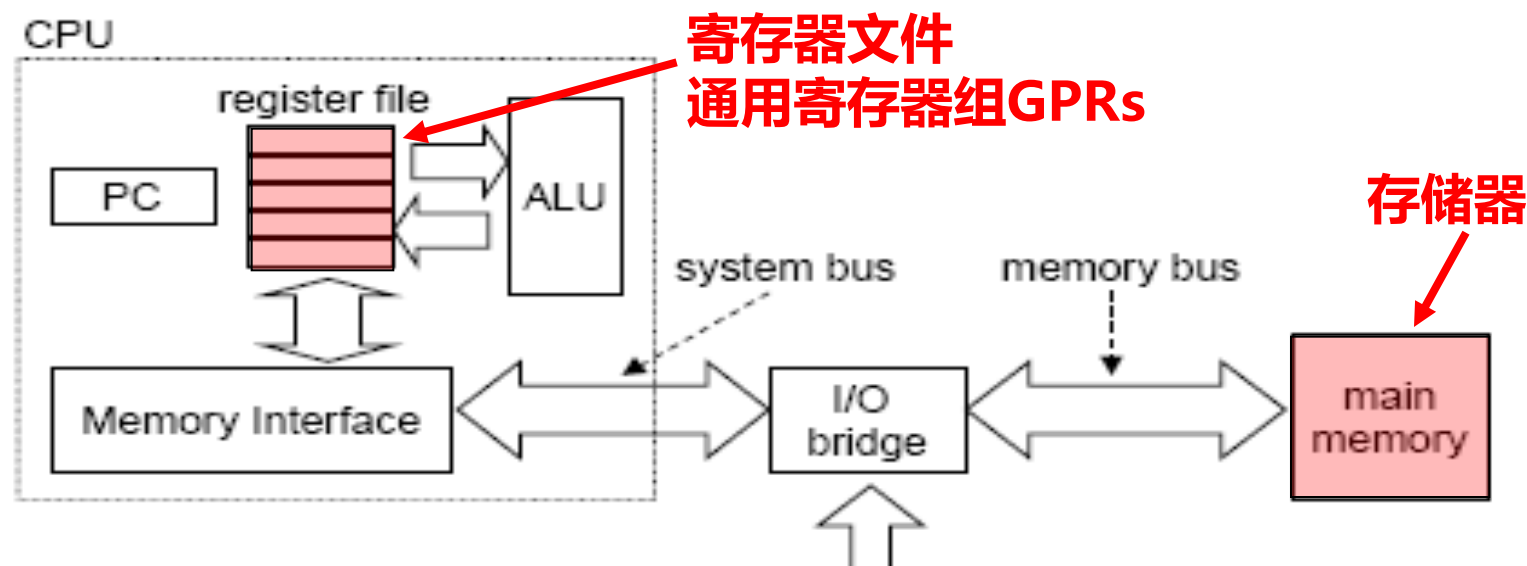 CPU
寄存器文件
通用寄存器组GPRs
register file
PC
ALU
存储器
system bus
memory bus
Memory Interface
I/O
bridge
main
memory